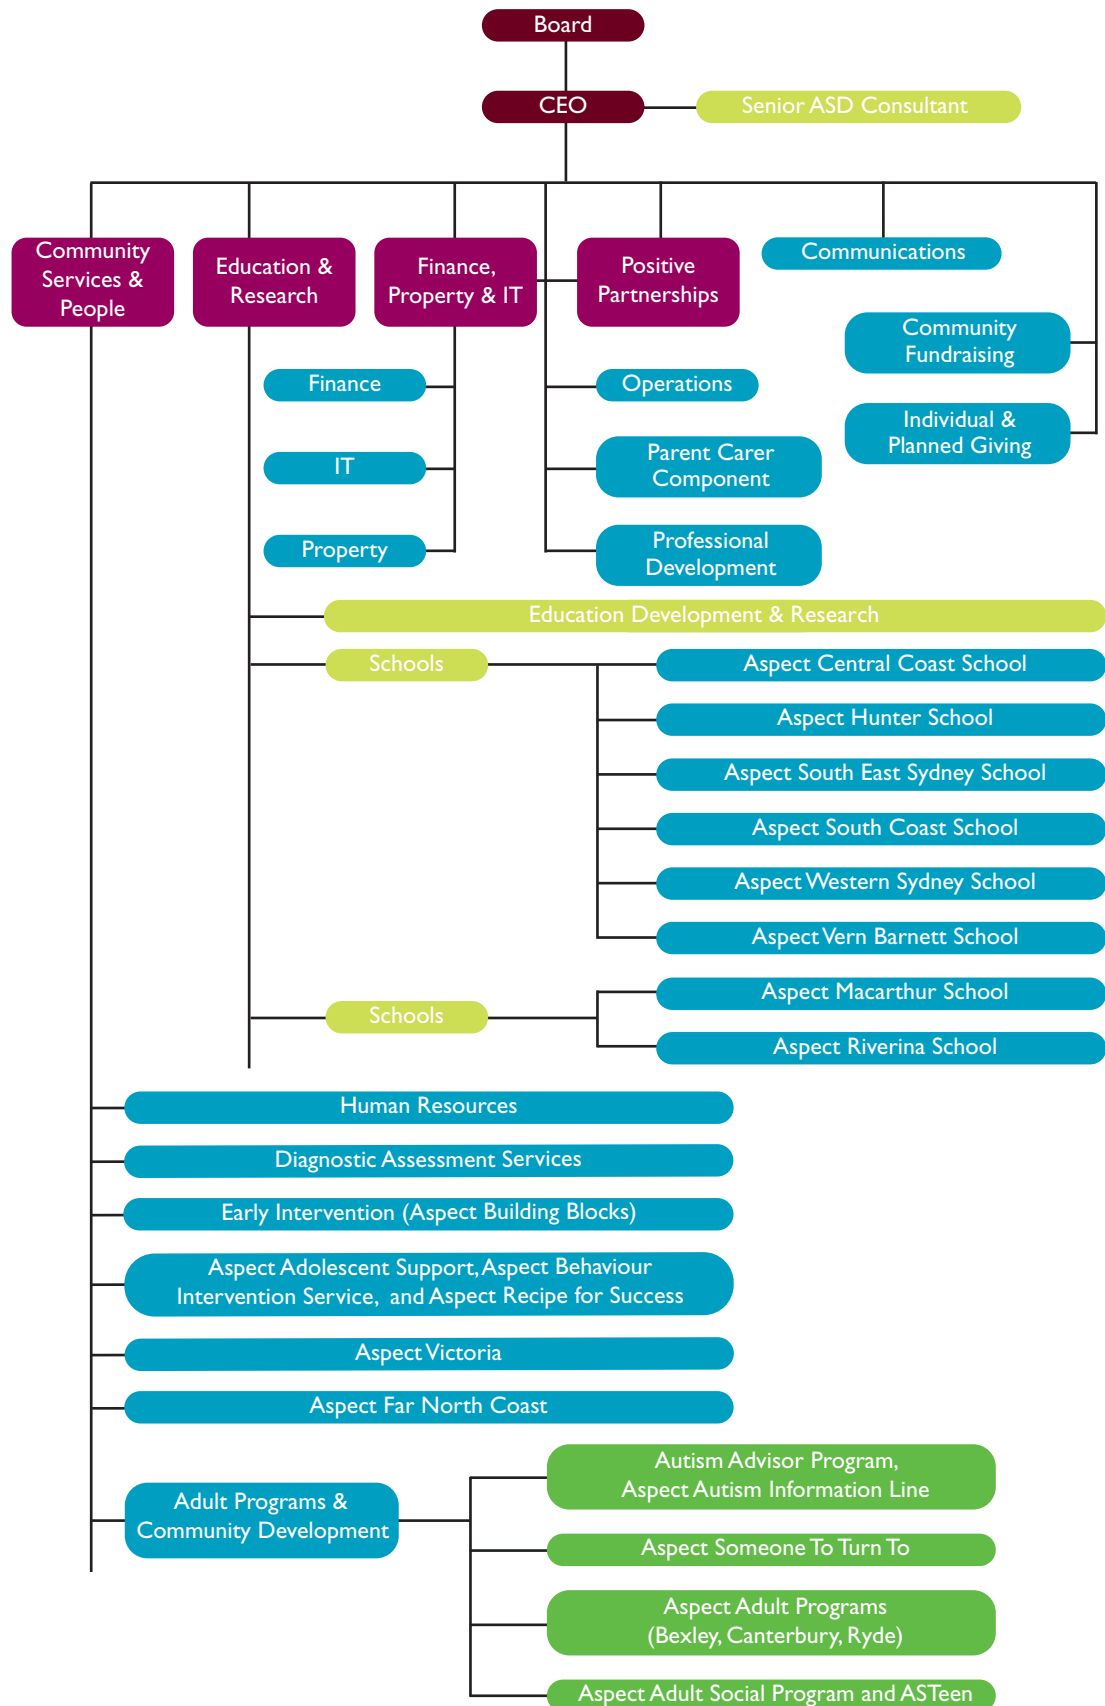 Board
CEO
Senior ASD Consultant
Community
Services &
People
Education &
Research
Finance,
Property & IT
Positive
Partnerships
Communications
Community
Fundraising
Individual &
Planned Giving
Finance
IT
Property
Operations
Parent Carer
Component
Professional
Development
Education Development & Research
Schools
Aspect Central Coast School
Aspect Hunter School
Aspect South East Sydney School
Aspect South Coast School
Aspect Western Sydney School
Aspect Vern Barnett School
Schools
Aspect Macarthur School
Aspect Riverina School
Human Resources
Diagnostic Assessment Services
Early Intervention (Aspect Building Blocks)
Aspect Adolescent Support, Aspect Behaviour
Intervention Service, and Aspect Recipe for Success
Aspect Victoria
Aspect Far North Coast
Adult Programs &
Community Development
Autism Advisor Program,
Aspect Autism Information Line
Aspect Someone To Turn To
Aspect Adult Programs
(Bexley, Canterbury, Ryde)
Aspect Adult Social Program and ASTeen